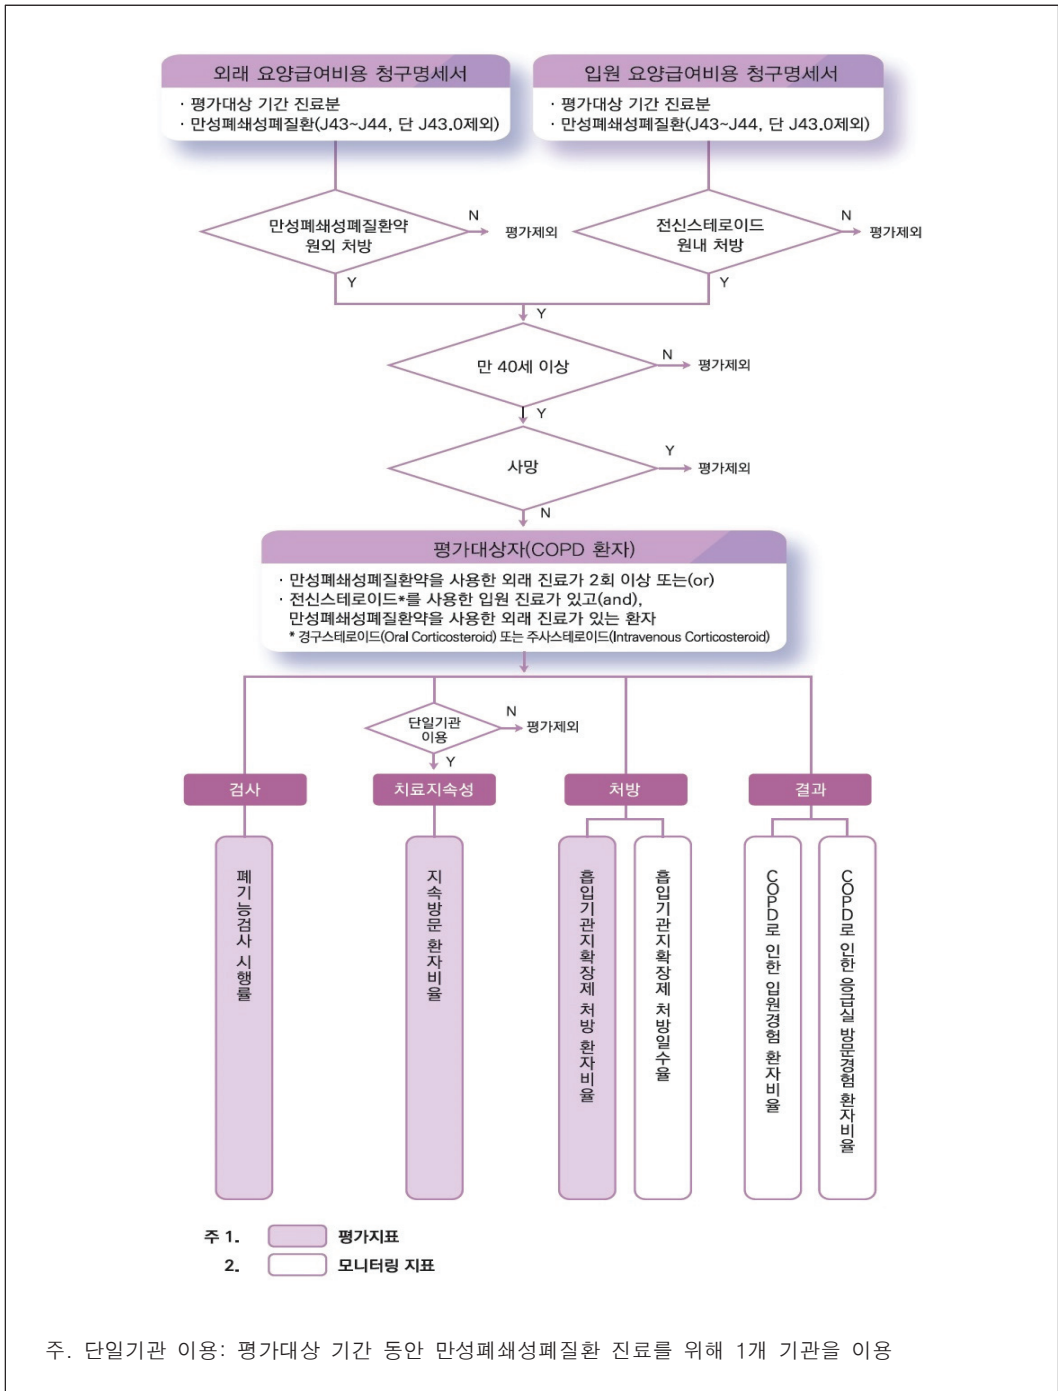 외래 요양급여비용 청구명세서
· 평가대상 기간 진료분
· 만성폐쇄성폐질환(J43~J44, 단 J43.0제외)
입원 요양급여비용 청구명세서
· 평가대상 기간 진료분
· 만성폐쇄성폐질환(J43~J44, 단 J43.0제외)
만성폐쇄성폐질환약
원외 처방
N
평가제외
Y
전신스테로이드
원내 처방
N
평가제외
Y
Y
만 40세 이상
N
평가제외
Y
사망
Y
평가제외
N
평가대상자(COPD 환자)
· 만성폐쇄성폐질환약을 사용한 외래 진료가 2회 이상 또는(or)
· 전신스테로이드*를 사용한 입원 진료가 있고(and),
만성폐쇄성폐질환약을 사용한 외래 진료가 있는 환자
* 경구스테로이드(Oral Corticosteroid) 또는 주사스테로이드(Intravenous Corticosteroid)
단일기관
이용
N
평가제외
Y
검사
치료지속성
처방
결과
폐기능검사 시행률
지속방문 환자비율
흡입기관지확장제 처방 환자비율
흡입기관지확장제 처방일수율
COPD로 인한 입원경험 환자비율
COPD로 인한 응급실 방문경험 환자비율
주 1. 평가지표
2. 모니터링 지표
주. 단일기관 이용: 평가대상 기간 동안 만성폐쇄성폐질환 진료를 위해 1개 기관을 이용